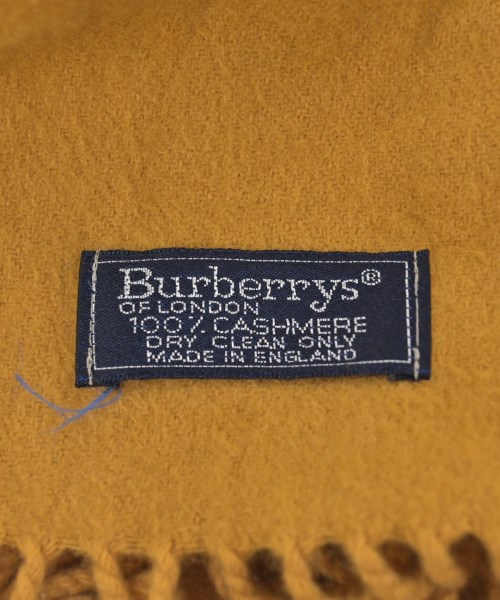 Burberrys®
OF LONDON
100% CASHMERE
DRY CLEAN ONLY
MADE IN ENGLAND